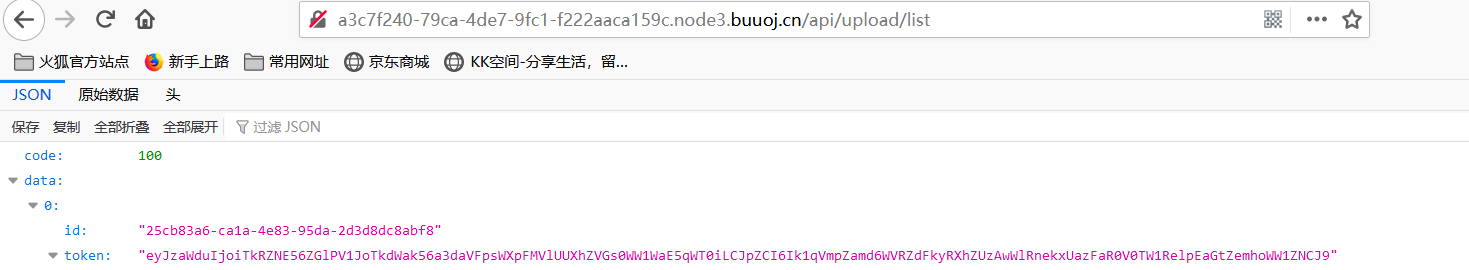 a3c7f240-79ca-4de7-9fc1-f222aaca159c.node3.buuoj.cn/api/upload/list
火狐官方站点 新手上路 常用网址 京东商城 KK空间-分享生活，留...
JSON 原始数据 头
保存 复制 全部折叠 全部展开 过滤 JSON
code: 100
data:
0:
id: "25cb83a6-ca1a-4e83-95da-2d3d8dc8abf8"
token: "eyJzaWduIjoiTkRZNE56ZGlPV1JoTkdWak56a3daVFpsWXpFMVlUUXhZVGs0WW1WaE5qWT0iLCJpZCI6Ik1qVmpZamd6WVRZdFkyRXhZUzAwWlRnekxUazFaR0V0TW1RelpEaGtZemhoWW1ZNCJ9"